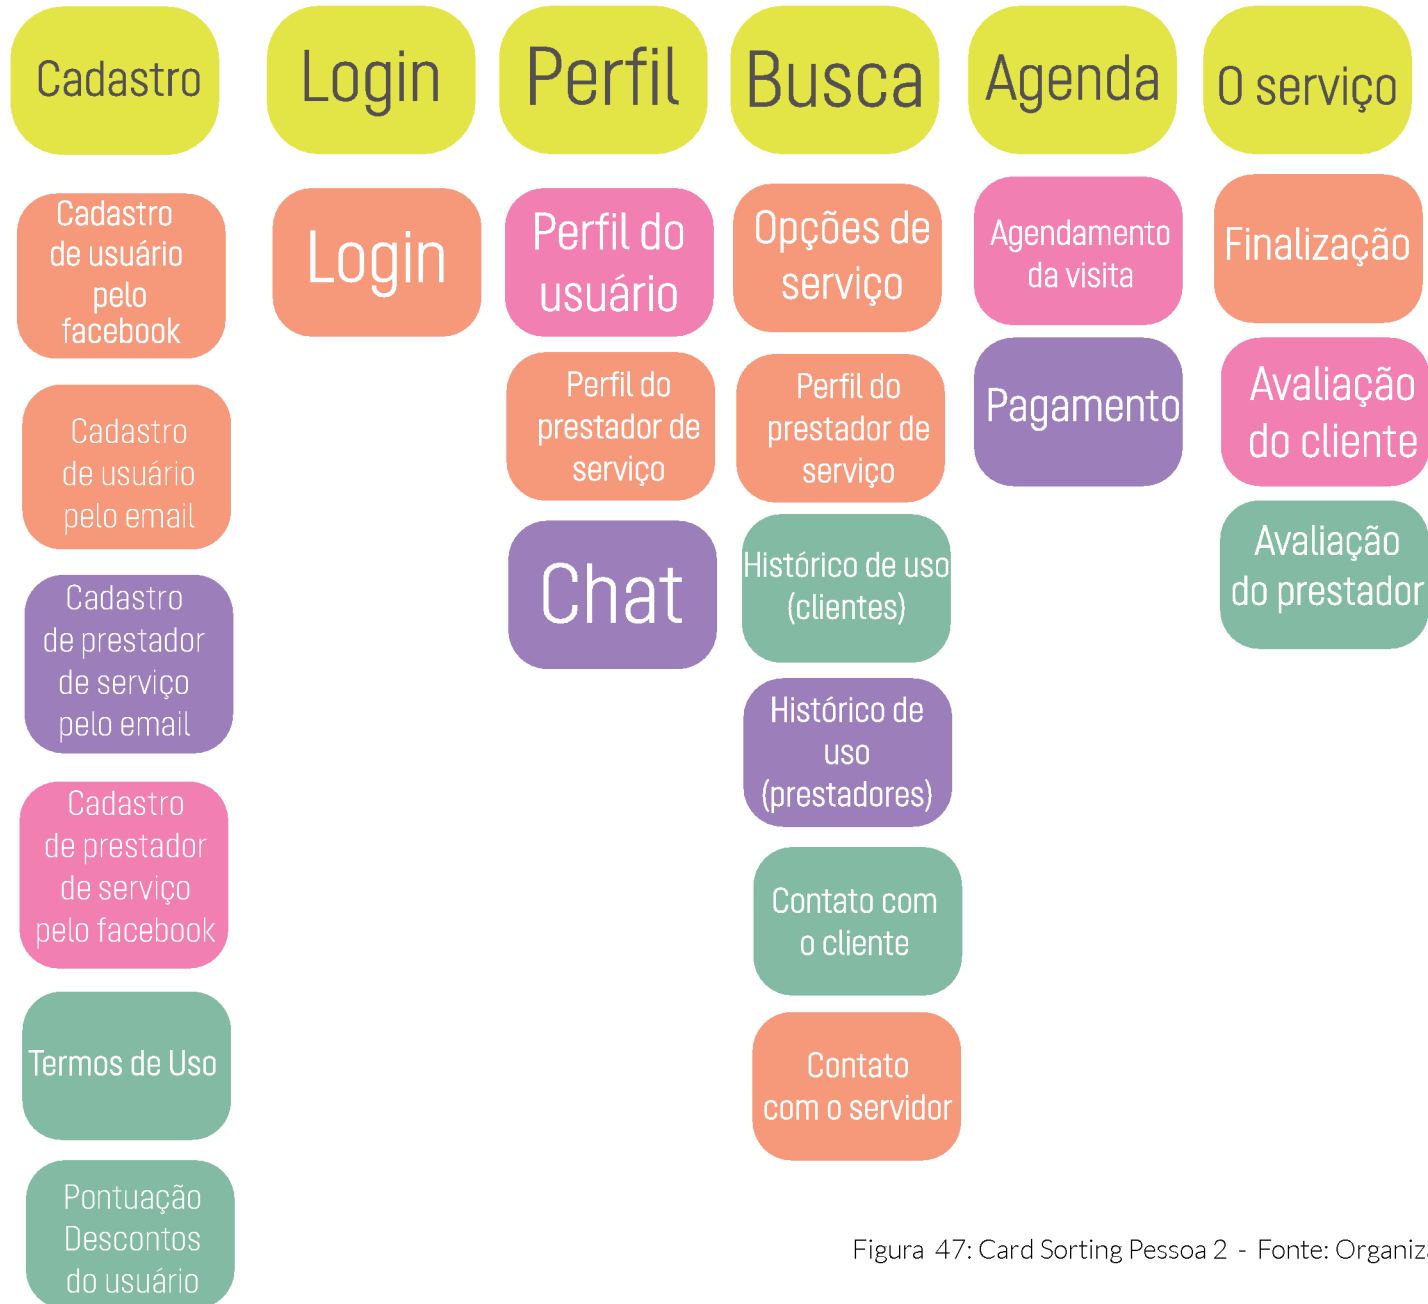 Cadastro
Login
Perfil
Busca
Agenda
O serviço
Cadastro
de usuário
pelo
facebook
Cadastro
de usuário
pelo email
Cadastro
de prestador
de serviço
pelo email
Cadastro
de prestador
de serviço
pelo facebook
Termos de Uso
Pontuação
Descontos
do usuário
Login
Perfil do
usuário
Perfil do
prestador de
serviço
Chat
Opções de
serviço
Perfil do
prestador de
serviço
Histórico de uso
(clientes)
Histórico de
uso
(prestadores)
Contato com
o cliente
Contato
com o servidor
Agendamento
da visita
Pagamento
Finalização
Avaliação
do cliente
Avaliação
do prestador
Figura 47: Card Sorting Pessoa 2 - Fonte: